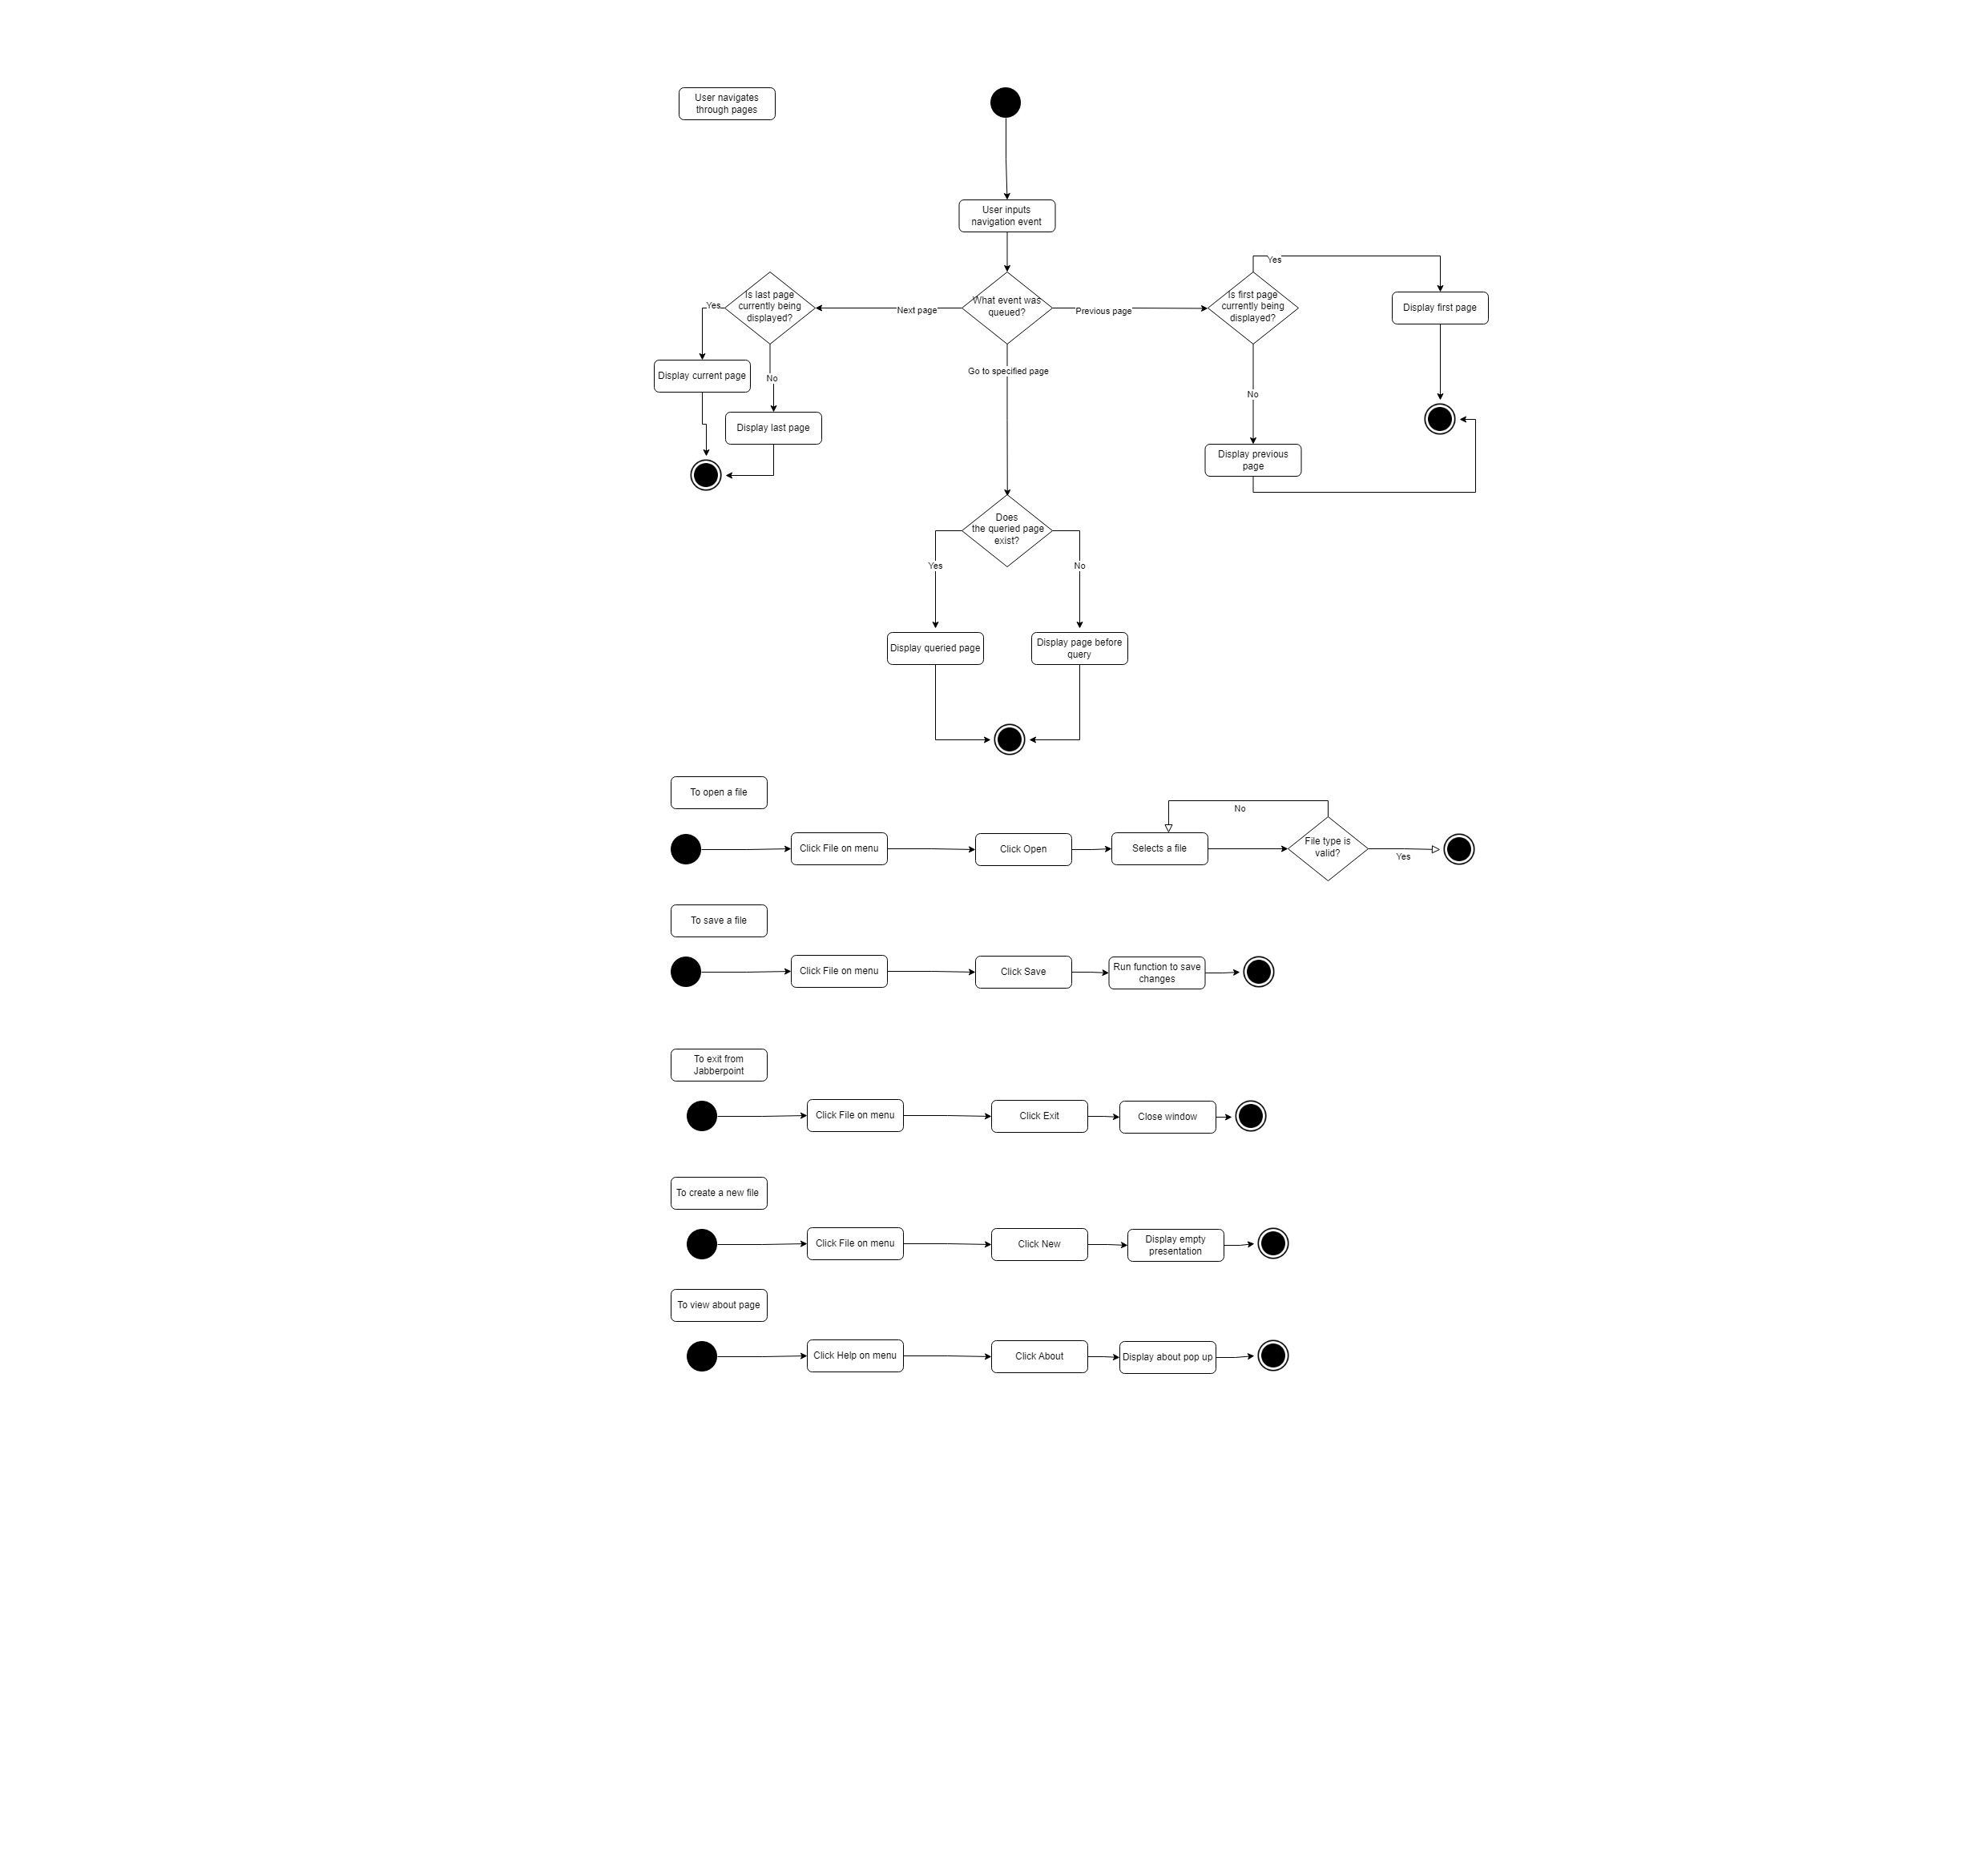 User navigates
through pages
User inputs
navigation event
Yes
Is last page
currently being
displayed?
What event was
queued?
Is first page
currently being
displayed?
Display first page
Yes
Next page
Previous page
Go to specified page
Display current page
No
No
Display last page
Display previous
page
Does
the queried page
exist?
Yes
No
Display queried page
Display page before
query
To open a file
No
Click File on menu
Click Open
Selects a file
File type is
valid?
Yes
To save a file
Click File on menu
Click Save
Run function to save
changes
To exit from
Jabberpoint
Click File on menu
Click Exit
Close window
To create a new file
Click File on menu
Click New
Display empty
presentation
To view about page
Click Help on menu
Click About
Display about pop up